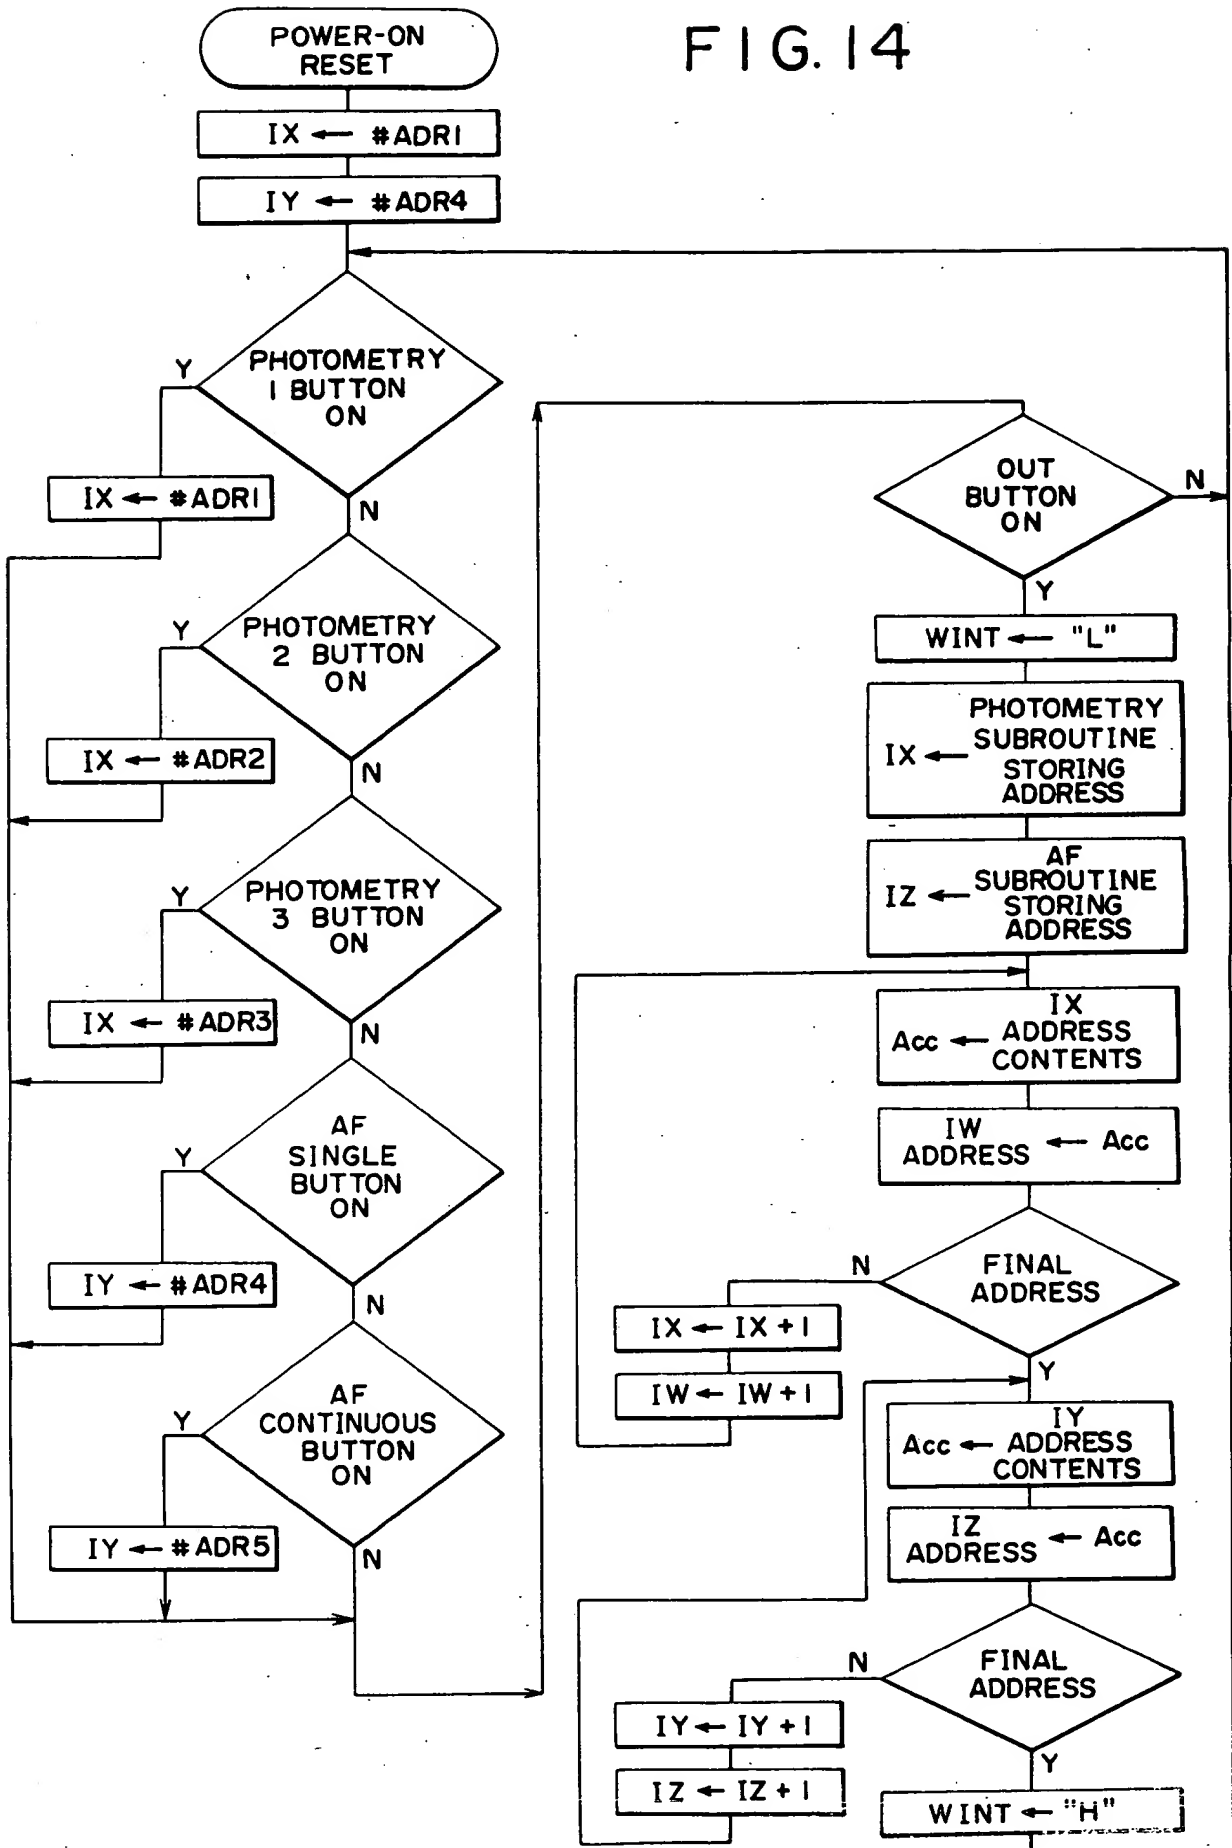 FIG. 14
POWER-ON
RESET
IX ← #ADR1
IY ← #ADR4
PHOTOMETRY
1 BUTTON
ON
Y
N
IX ← #ADR1
PHOTOMETRY
2 BUTTON
ON
Y
N
IX ← #ADR2
PHOTOMETRY
3 BUTTON
ON
Y
N
IX ← #ADR3
AF
SINGLE
BUTTON
ON
Y
N
IY ← #ADR4
AF
CONTINUOUS
BUTTON
ON
Y
N
IY ← #ADR5
OUT
BUTTON
ON
N
Y
WINT ← "L"
IX ← PHOTOMETRY
SUBROUTINE
STORING
ADDRESS
IZ ← AF
SUBROUTINE
STORING
ADDRESS
Acc ← IX
ADDRESS
CONTENTS
IW
ADDRESS ← Acc
FINAL
ADDRESS
N
Y
IX ← IX + 1
IW ← IW + 1
Acc ← IY
ADDRESS
CONTENTS
IZ
ADDRESS ← Acc
FINAL
ADDRESS
N
Y
IY ← IY + 1
IZ ← IZ + 1
WINT ← "H"